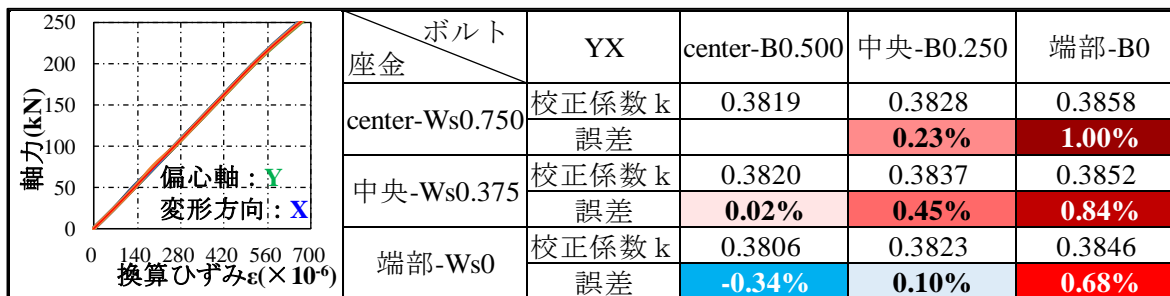 250
200
150
100
50
0
軸力(kN)
偏心軸：Y
変形方向：X
0 140 280 420 560 700
換算ひずみε(×10⁻⁶)
ボルト
座金
YX center-B0.500 中央-B0.250 端部-B0
center-Ws0.750
校正係数ｋ 0.3819 0.3828 0.3858
誤差 0.23% 1.00%
中央-Ws0.375
校正係数ｋ 0.3820 0.3837 0.3852
誤差 0.02% 0.45% 0.84%
端部-Ws0
校正係数ｋ 0.3806 0.3823 0.3846
誤差 -0.34% 0.10% 0.68%